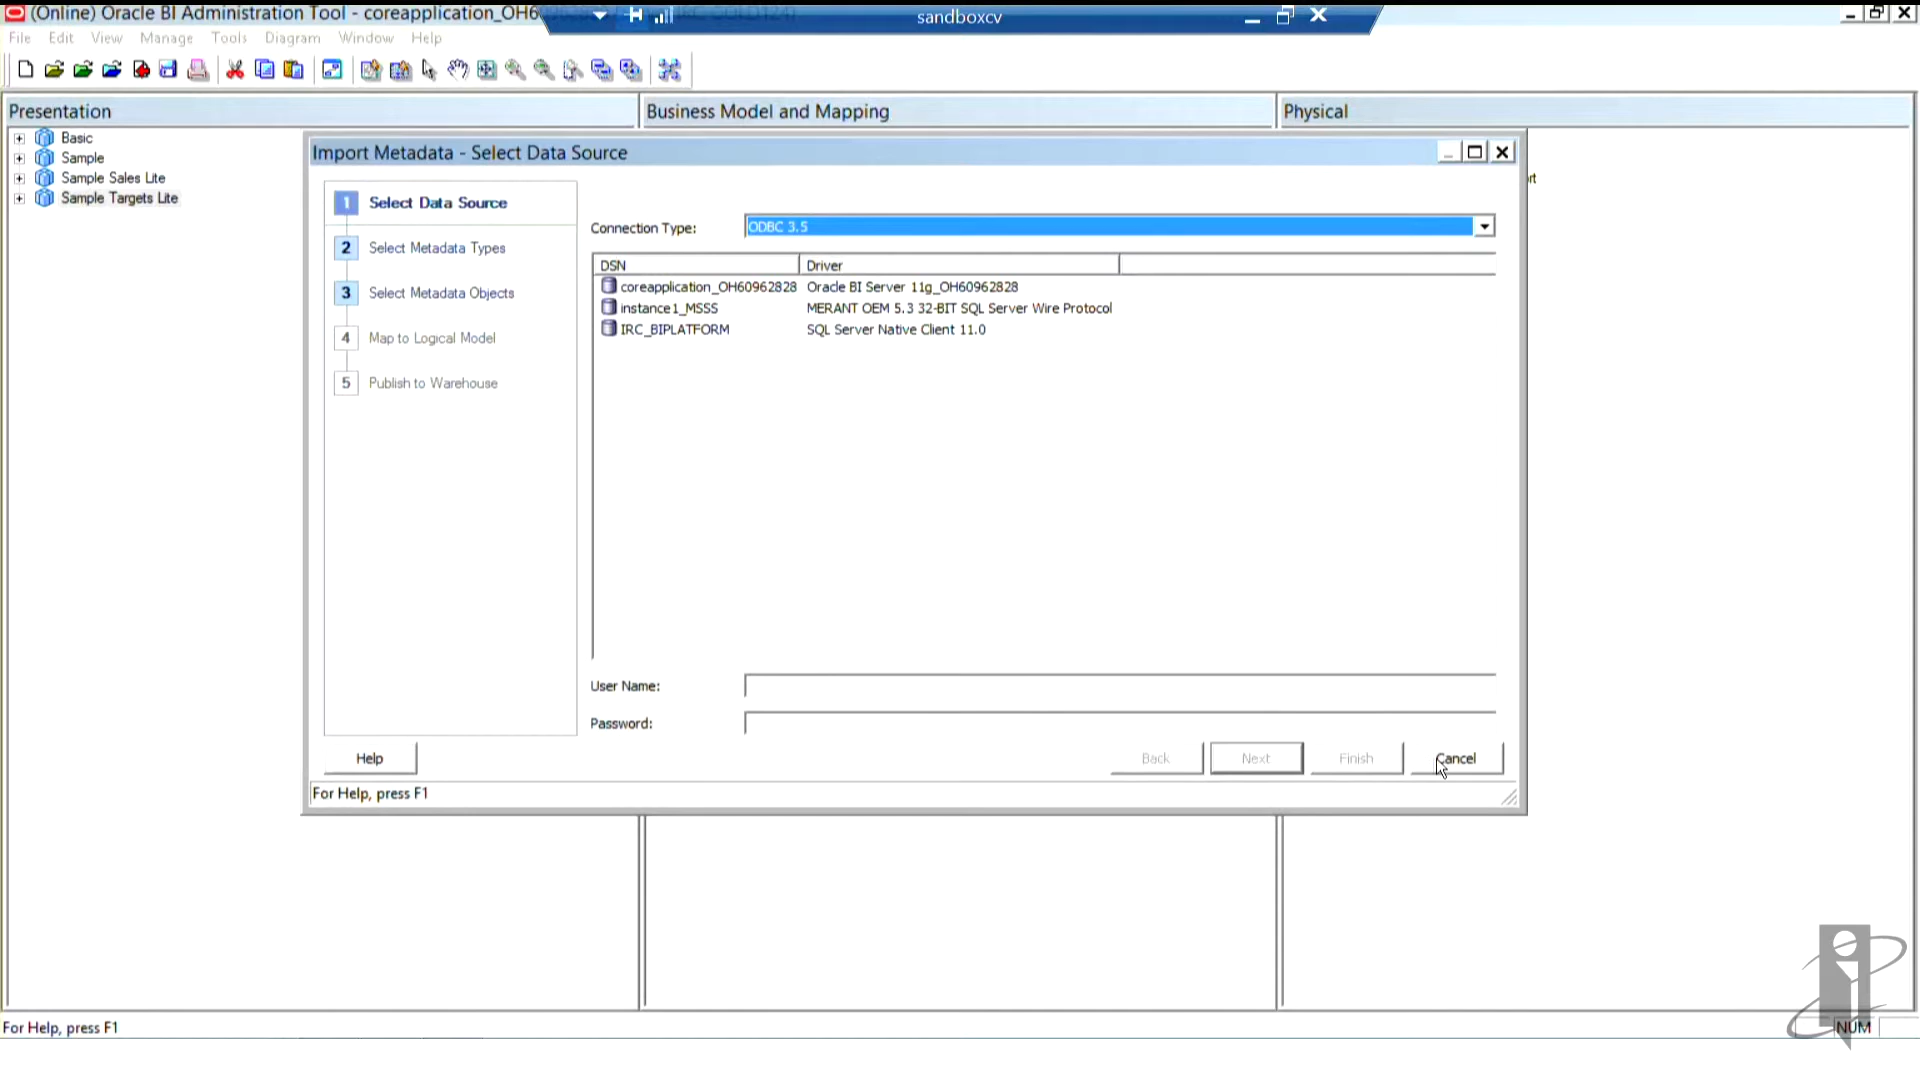 (Online) Oracle BI Administration Tool - coreapplication_OH6
sandboxcv
File Edit View Manage Tools Diagram Window Help
Presentation
Business Model and Mapping
Physical
Basic
Sample
Sample Sales Lite
Sample Targets Lite
Import Metadata - Select Data Source
1 Select Data Source
2 Select Metadata Types
3 Select Metadata Objects
4 Map to Logical Model
5 Publish to Warehouse
Connection Type: ODBC 3.5
DSN Driver
coreapplication_OH60962828 Oracle BI Server 11g_OH60962828
instance1_MSSS MERANT OEM 5.3 32-BIT SQL Server Wire Protocol
IRC_BIPLATFORM SQL Server Native Client 11.0
User Name:
Password:
Help Back Next Finish Cancel
For Help, press F1
For Help, press F1
NUM